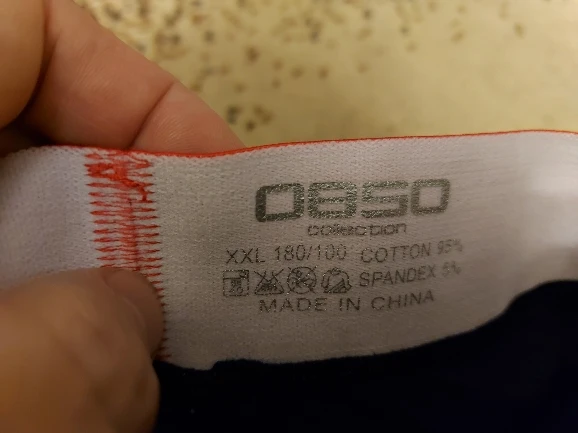 OBSO
collection
XXL 180/100 COTTON 95%
SPANDEX 5%
MADE IN CHINA